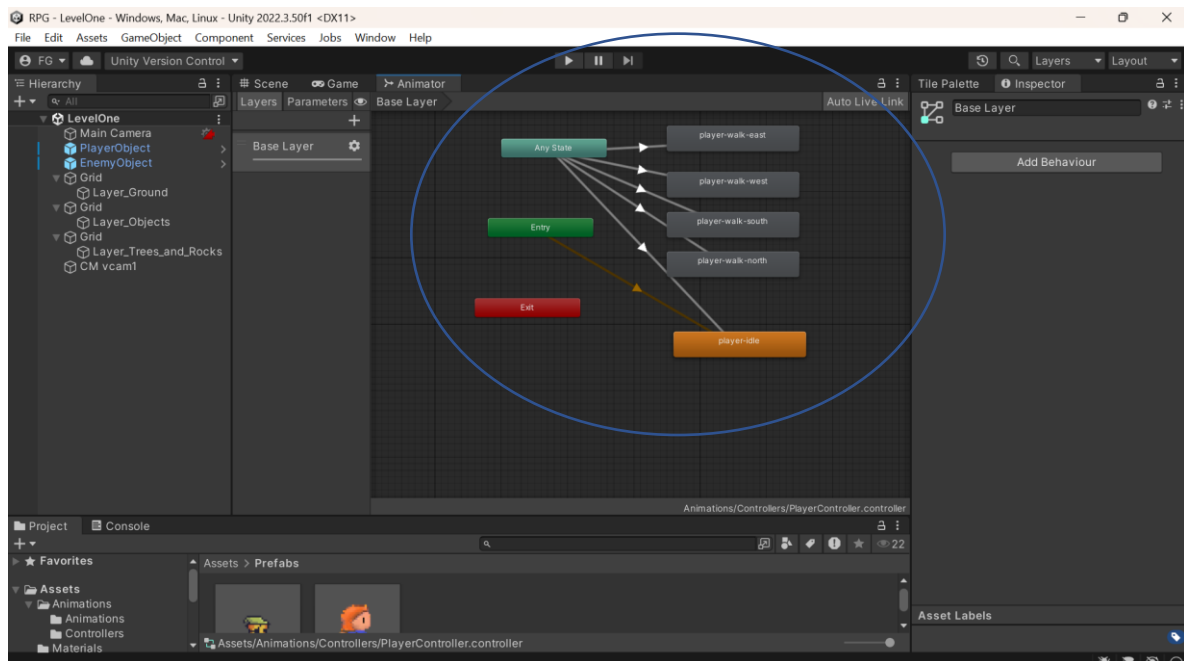 RPG - LevelOne - Windows, Mac, Linux - Unity 2022.3.50f1 <DX11>
File Edit Assets GameObject Component Services Jobs Window Help
FG Unity Version Control Layers Layout
Hierarchy
All
LevelOne
Main Camera
PlayerObject
EnemyObject
Grid
Layer_Ground
Grid
Layer_Objects
Grid
Layer_Trees_and_Rocks
CM vcam1
Scene Game Animator
Layers Parameters Base Layer Auto Live Link
Base Layer
Any State
Entry
Exit
player-walk-east
player-walk-west
player-walk-south
player-walk-north
player-idle
Animations/Controllers/PlayerController.controller
Tile Palette Inspector
Base Layer
Add Behaviour
Asset Labels
Project Console
22
Favorites
Assets
Animations
Animations
Controllers
Materials
Assets > Prefabs
Assets/Animations/Controllers/PlayerController.controller